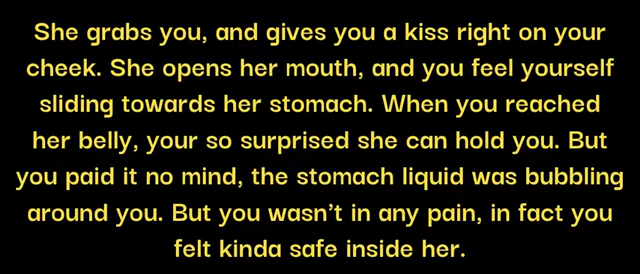 She grabs you, and gives you a kiss right on your
cheek. She opens her mouth, and you feel yourself
sliding towards her stomach. When you reached
her belly, your so surprised she can hold you. But
you paid it no mind, the stomach liquid was bubbling
around you. But you wasn't in any pain, in fact you
felt kinda safe inside her.